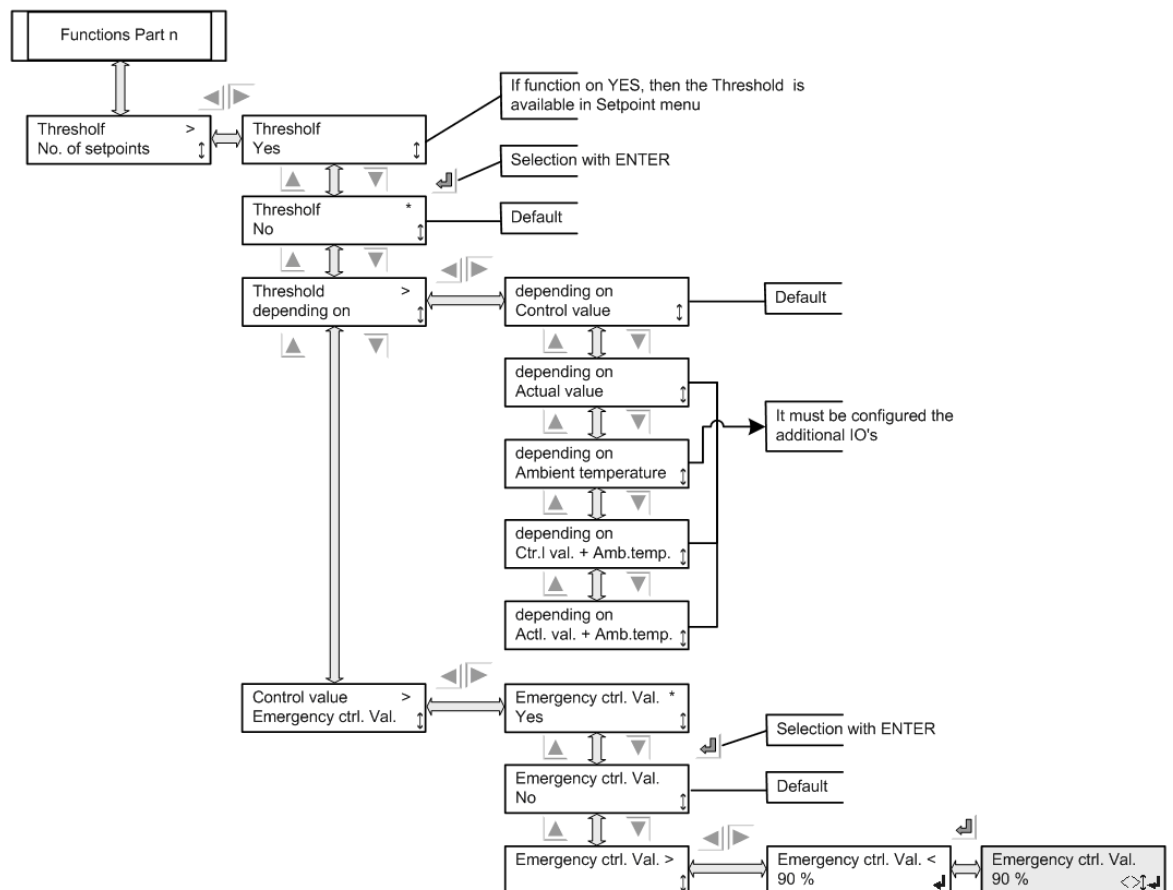 Functions Part n
If function on YES, then the Threshold is
available in Setpoint menu
Thresholf >
No. of setpoints
Thresholf
Yes
Selection with ENTER
Thresholf *
No
Default
Threshold >
depending on
depending on
Control value
Default
depending on
Actual value
It must be configured the
additional IO's
depending on
Ambient temperature
depending on
Ctr.l val. + Amb.temp.
depending on
Actl. val. + Amb.temp.
Control value >
Emergency ctrl. Val.
Emergency ctrl. Val. *
Yes
Selection with ENTER
Emergency ctrl. Val.
No
Default
Emergency ctrl. Val. >
Emergency ctrl. Val. <
90 %
Emergency ctrl. Val.
90 %